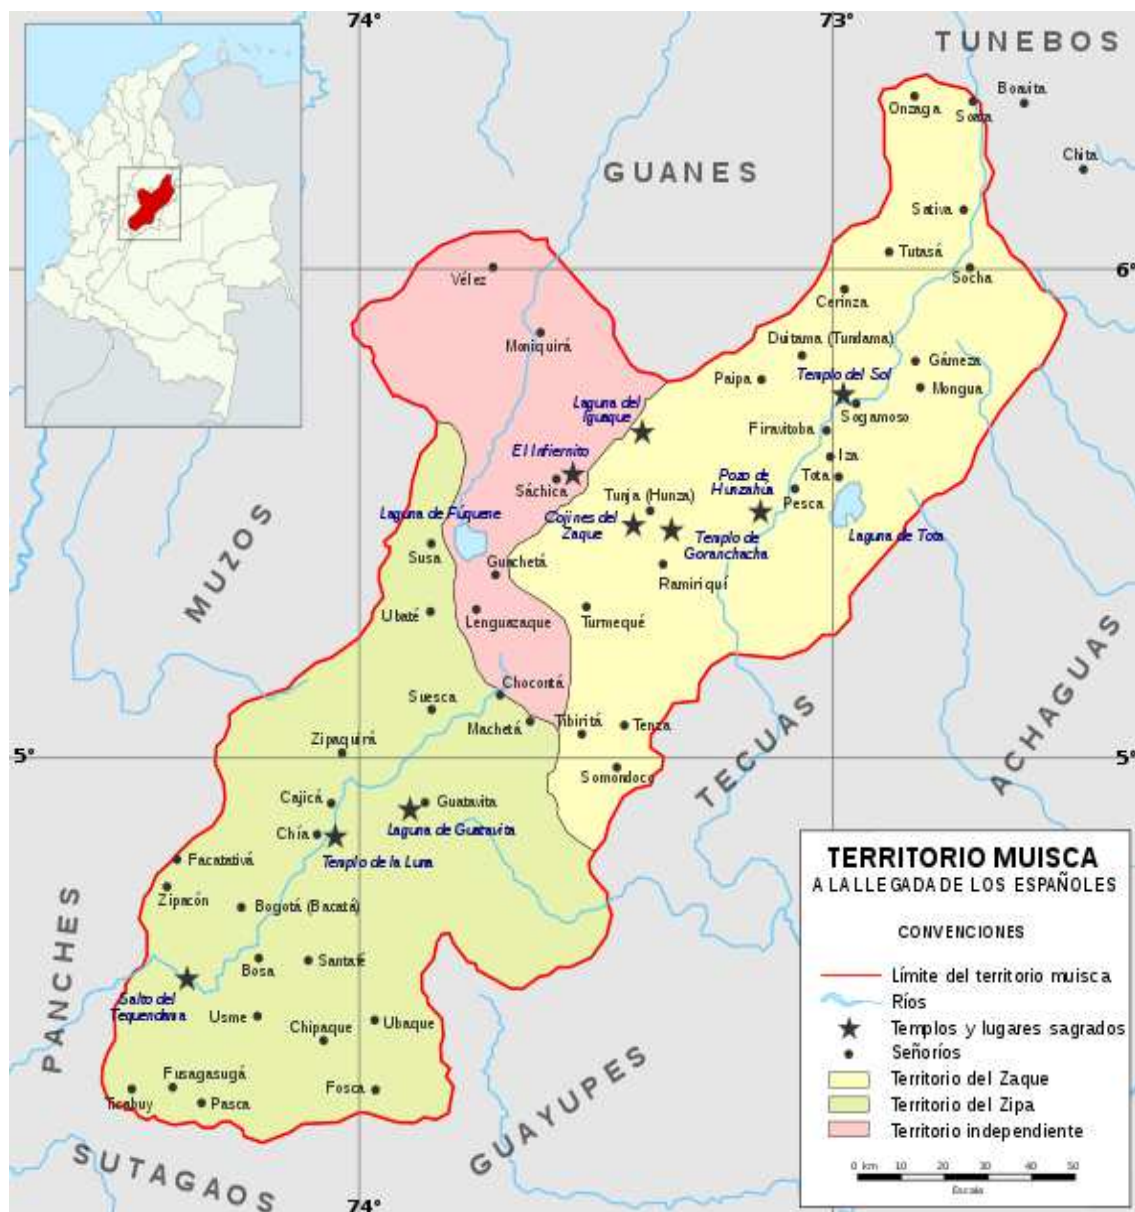 74°
73°
TUNEBOS
Onzaga
Soata
Boavita
Chita
GUANES
Sativa
Tutasá
Socha
6°
Vélez
Cerinza
Moniquirá
Duitama (Tundama)
Paipa
Templo del Sol
Gámeza
Mongua
Sogamoso
Laguna del
Iguaque
Firavitoba
El Infiernito
Iza
Sáchica
Tota
Pozo de
Hunzahúa
Pesca
Tunja (Hunza)
Laguna de Fúquene
Cojines del
Zaque
Templo de
Goranchacha
Laguna de Tota
MUZOS
Susa
Guachetá
Ramiriquí
Ubaté
Lenguazaque
Turmequé
Suesca
Chocontá
Machetá
Tibiritá
Tenza
TECUAS
ACHAGUAS
Zipaquirá
5°
5°
Somondoco
Cajicá
Guatavita
Chía
Laguna de Guatavita
Templo de la Luna
Facatativá
Zipacón
Bogotá (Bacatá)
PANCHES
Bosa
Santafé
Salto del
Tequendama
Usme
Chipaque
Ubaque
Fusagasugá
Tibabuy
Pasca
Fosca
GUAYUPES
SUTAGAOS
74°
TERRITORIO MUISCA
A LA LLEGADA DE LOS ESPAÑOLES
CONVENCIONES
Límite del territorio muisca
Ríos
Templos y lugares sagrados
Señoríos
Territorio del Zaque
Territorio del Zipa
Territorio independiente
0 km 10 20 30 40 50
Escala